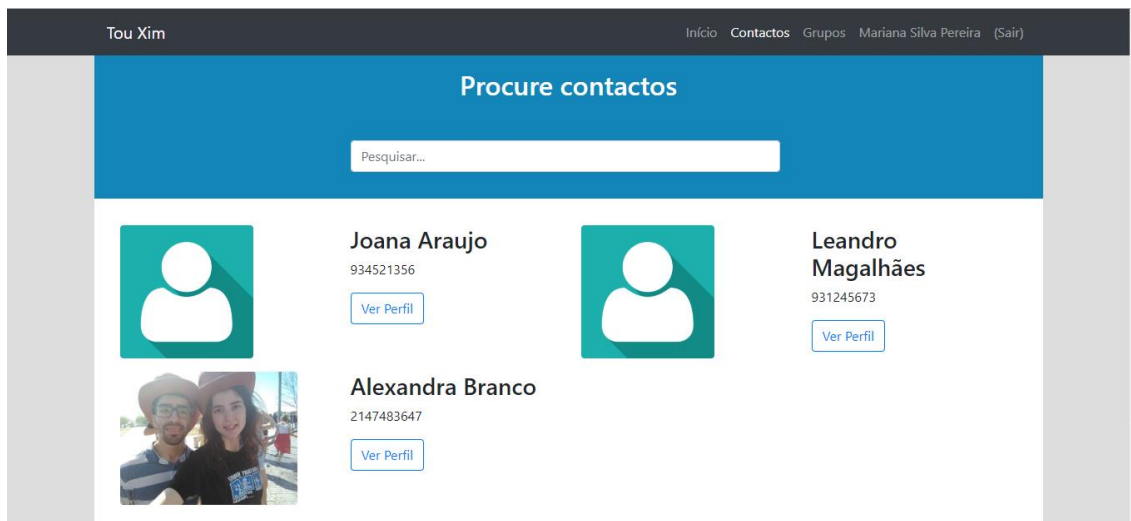 Tou Xim
Início Contactos Grupos Mariana Silva Pereira (Sair)
Procure contactos
Pesquisar...
Joana Araujo
934521356
Ver Perfil
Leandro
Magalhães
931245673
Ver Perfil
Alexandra Branco
2147483647
Ver Perfil